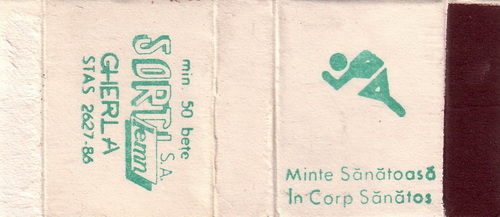 min. 50 bete
SORTI
lemn S.A.
GHERLA
STAS 2627-86
Minte Sănătoasă
În Corp Sănătos